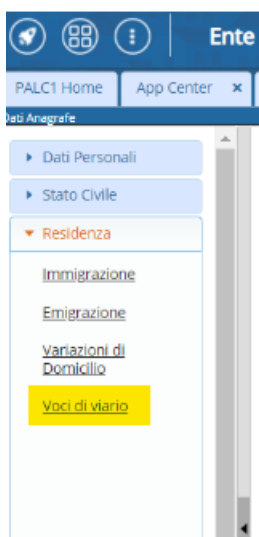 Ente
PALC1 Home
App Center ×
Dati Anagrafe
Dati Personali
Stato Civile
Residenza
Immigrazione
Emigrazione
Variazioni di
Domicilio
Voci di viario